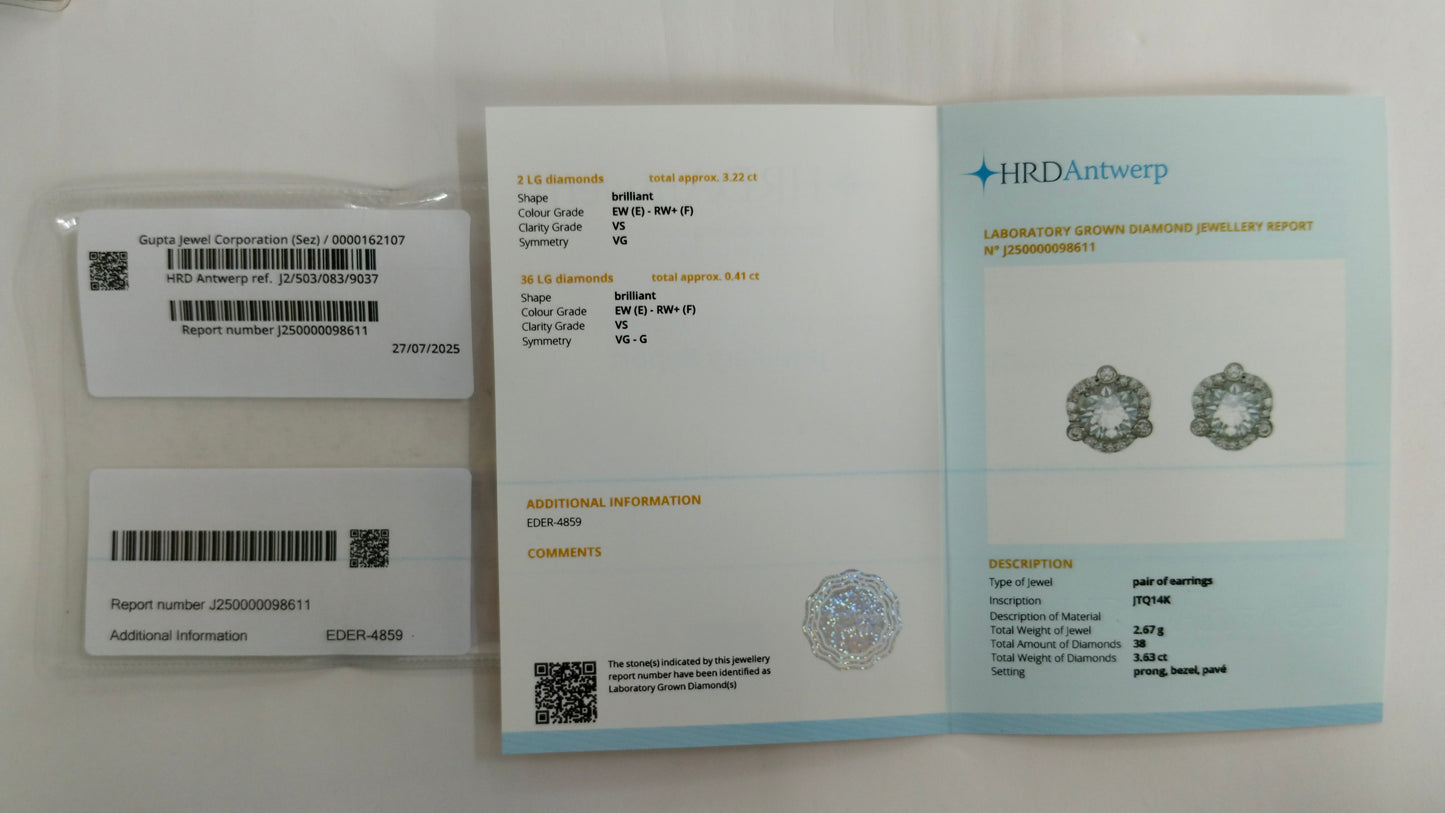 Gupta Jewel Corporation (Sez) / 0000162107
HRD Antwerp ref. J2/503/083/9037
Report number J250000098611
27/07/2025
Report number J250000098611
Additional Information EDER-4859
2 LG diamonds total approx. 3.22 ct
Shape brilliant
Colour Grade EW (E) - RW+ (F)
Clarity Grade VS
Symmetry VG
36 LG diamonds total approx. 0.41 ct
Shape brilliant
Colour Grade EW (E) - RW+ (F)
Clarity Grade VS
Symmetry VG - G
ADDITIONAL INFORMATION
EDER-4859
COMMENTS
The stone(s) indicated by this jewellery
report number have been identified as
Laboratory Grown Diamond(s)
HRD Antwerp
LABORATORY GROWN DIAMOND JEWELLERY REPORT
N° J250000098611
DESCRIPTION
Type of Jewel pair of earrings
Inscription JTQ14K
Description of Material
Total Weight of Jewel 2.67 g
Total Amount of Diamonds 38
Total Weight of Diamonds 3.63 ct
Setting prong, bezel, pavé